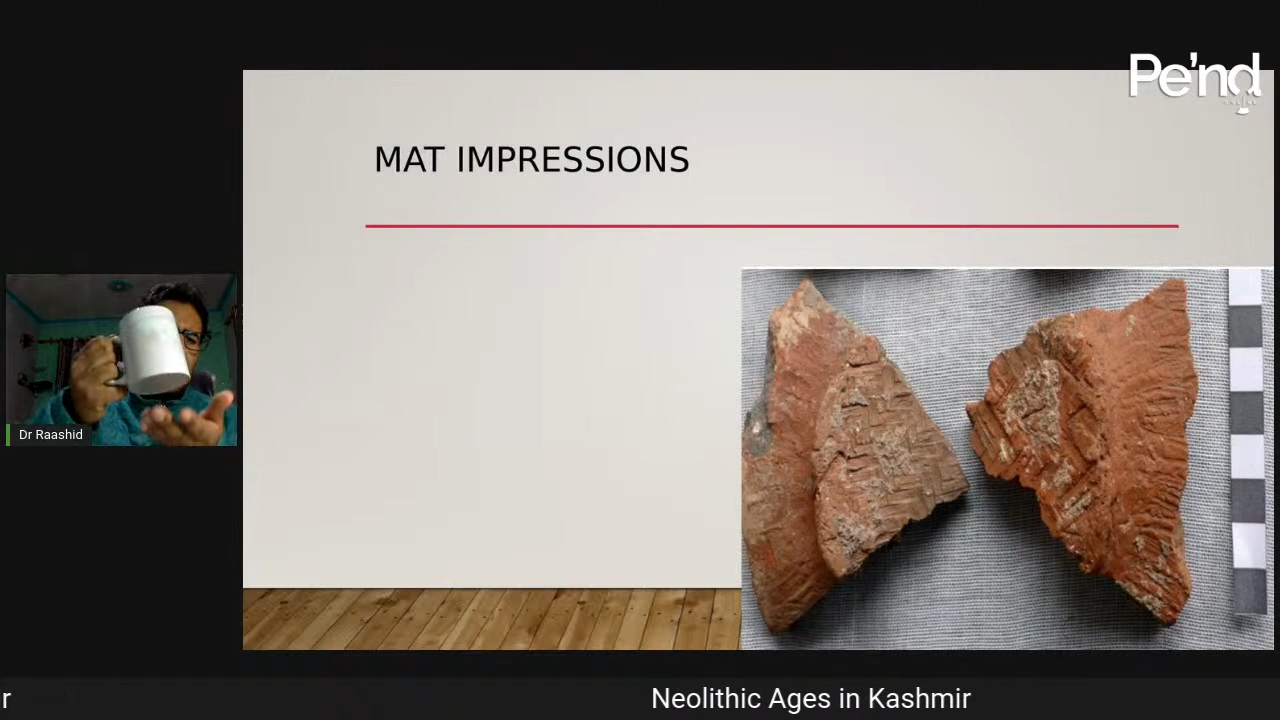 Pe'nd
MAT IMPRESSIONS
Dr Raashid
r
Neolithic Ages in Kashmir